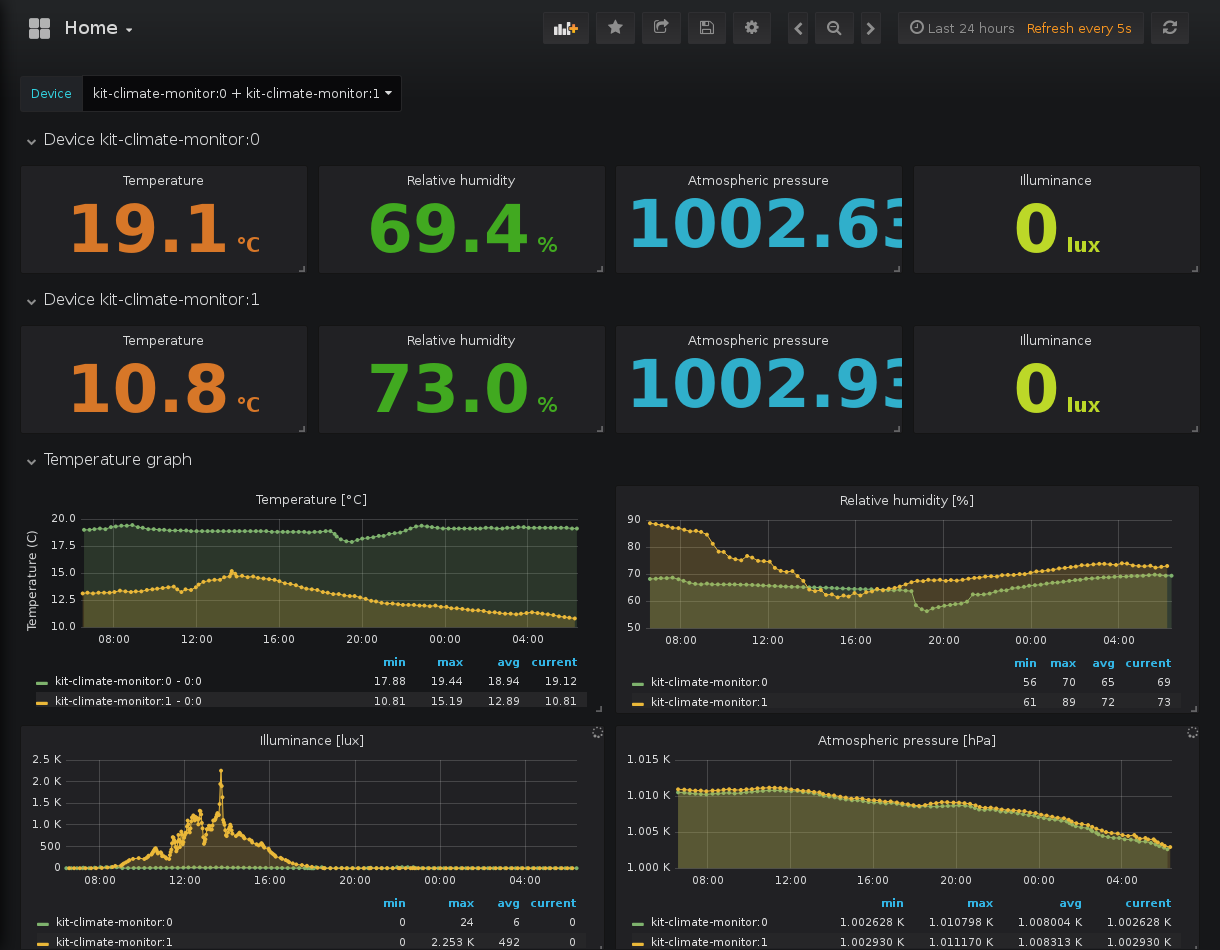 Home
Last 24 hours Refresh every 5s
Device kit-climate-monitor:0 + kit-climate-monitor:1
Device kit-climate-monitor:0
Temperature Relative humidity Atmospheric pressure Illuminance
19.1 °C 69.4 % 1002.63 0 lux
Device kit-climate-monitor:1
Temperature Relative humidity Atmospheric pressure Illuminance
10.8 °C 73.0 % 1002.93 0 lux
Temperature graph
Temperature [°C]
Temperature (C)
20.0
17.5
15.0
12.5
10.0
08:00 12:00 16:00 20:00 00:00 04:00
min max avg current
kit-climate-monitor:0 - 0:0 17.88 19.44 18.94 19.12
kit-climate-monitor:1 - 0:0 10.81 15.19 12.89 10.81
Relative humidity [%]
90
80
70
60
50
08:00 12:00 16:00 20:00 00:00 04:00
min max avg current
kit-climate-monitor:0 56 70 65 69
kit-climate-monitor:1 61 89 72 73
Illuminance [lux]
2.5 K
2.0 K
1.5 K
1.0 K
500
0
08:00 12:00 16:00 20:00 00:00 04:00
min max avg current
kit-climate-monitor:0 0 24 6 0
kit-climate-monitor:1 0 2.253 K 492 0
Atmospheric pressure [hPa]
1.015 K
1.010 K
1.005 K
1.000 K
08:00 12:00 16:00 20:00 00:00 04:00
min max avg current
kit-climate-monitor:0 1.002628 K 1.010798 K 1.008004 K 1.002628 K
kit-climate-monitor:1 1.002930 K 1.011170 K 1.008313 K 1.002930 K